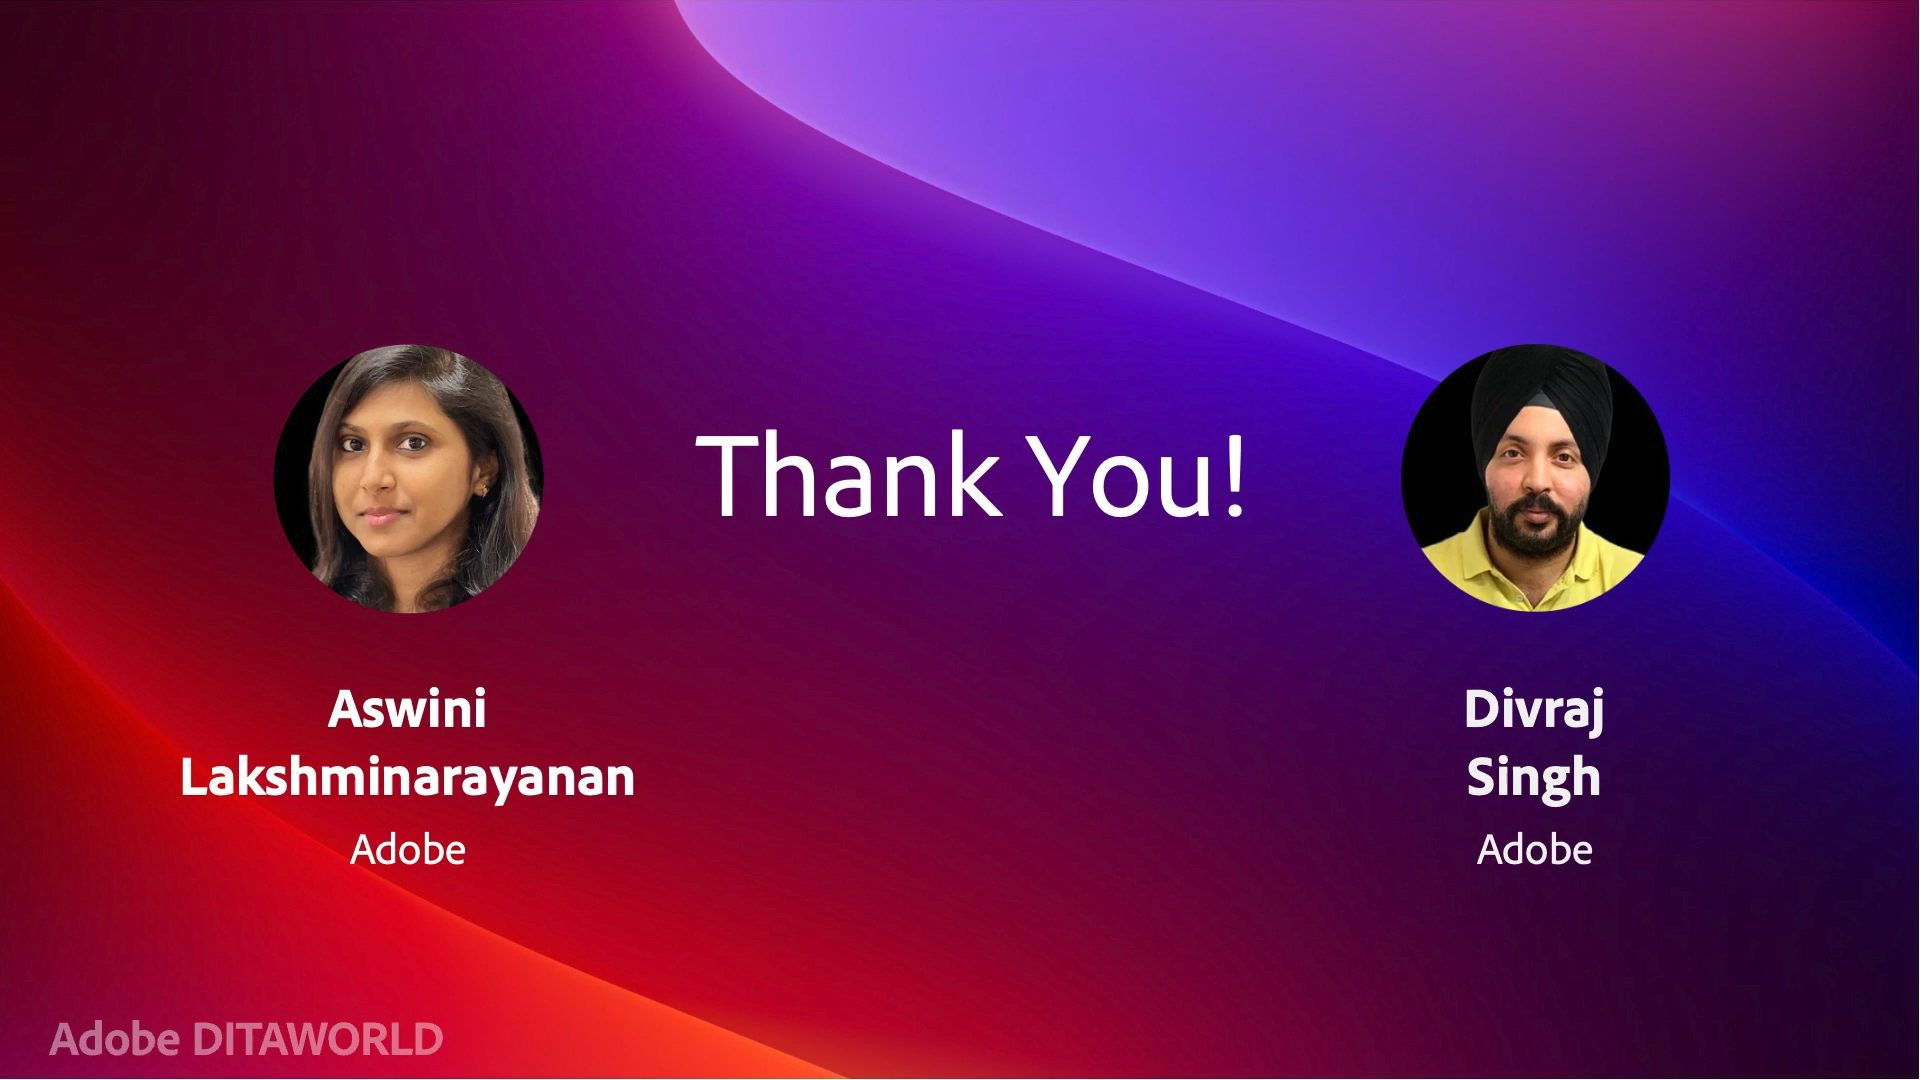 Thank You!
Aswini
Lakshminarayanan
Adobe
Divraj
Singh
Adobe
Adobe DITAWORLD